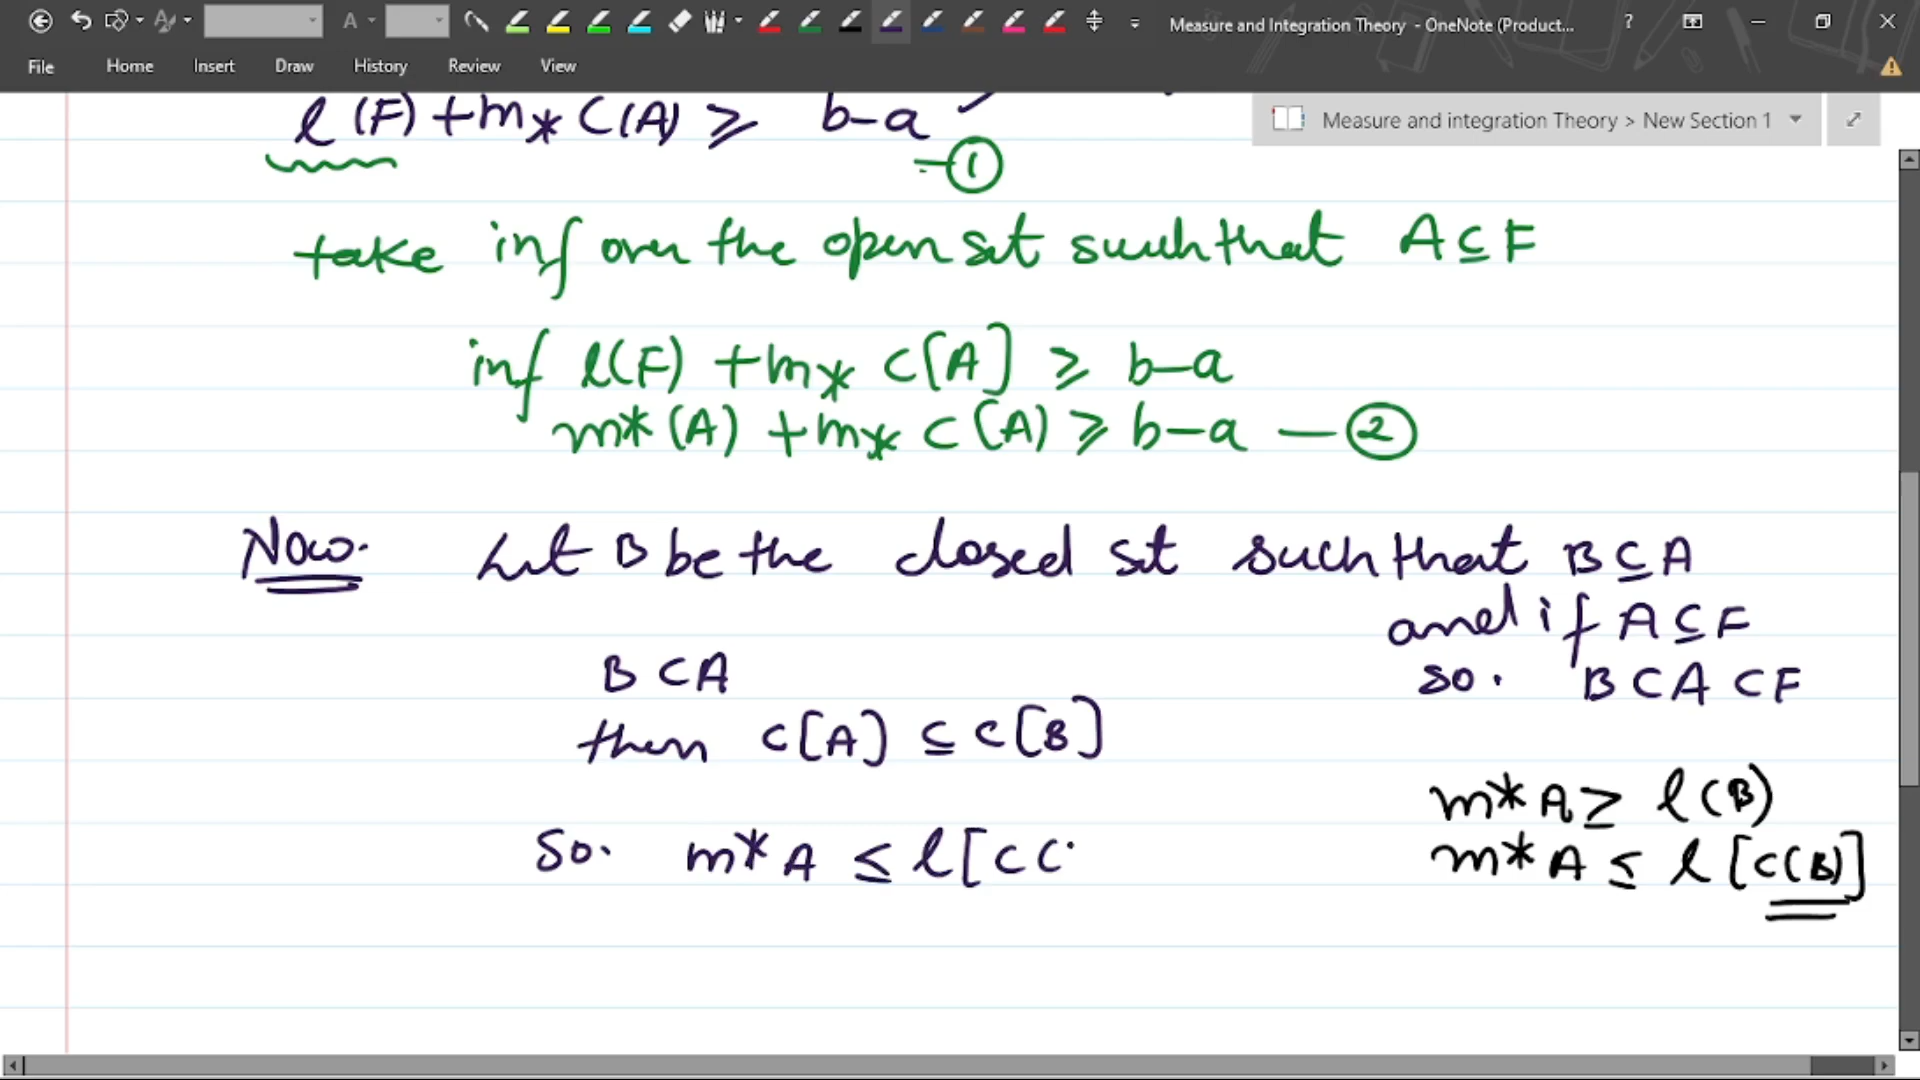 Measure and Integration Theory - OneNote (Product...
File Home Insert Draw History Review View
Measure and integration Theory > New Section 1
l(F) + m* C(A) ≥ b-a
— ①
take inf over the open set such that A ⊆ F
inf l(F) + m* C[A] ≥ b-a
m*(A) + m* C(A) ≥ b-a — ②
Now. Let B be the closed set such that B ⊆ A
and if A ⊆ F
so. B ⊂ A ⊂ F
B ⊂ A
then C[A] ⊆ C[B]
m* A ≥ l(B)
m* A ≤ l[C(B)]
So. m* A ≤ l[C(